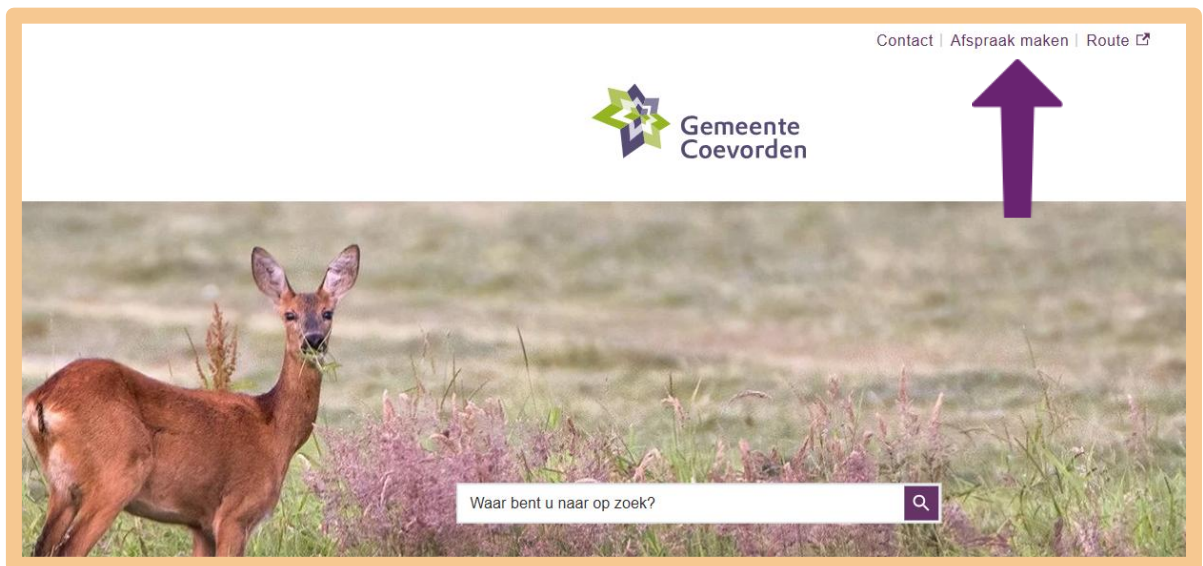 Contact | Afspraak maken | Route
Gemeente
Coevorden
Waar bent u naar op zoek?